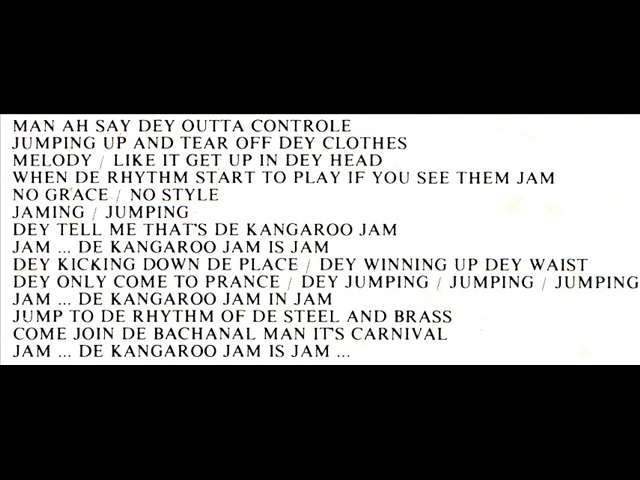 MAN AH SAY DEY OUTTA CONTROLE
JUMPING UP AND TEAR OFF DEY CLOTHES
MELODY / LIKE IT GET UP IN DEY HEAD
WHEN DE RHYTHM START TO PLAY IF YOU SEE THEM JAM
NO GRACE / NO STYLE
JAMING / JUMPING
DEY TELL ME THAT'S DE KANGAROO JAM
JAM ... DE KANGAROO JAM IS JAM
DEY KICKING DOWN DE PLACE / DEY WINNING UP DEY WAIST
DEY ONLY COME TO PRANCE / DEY JUMPING / JUMPING / JUMPING
JAM ... DE KANGAROO JAM IN JAM
JUMP TO DE RHYTHM OF DE STEEL AND BRASS
COME JOIN DE BACHANAL MAN IT'S CARNIVAL
JAM ... DE KANGAROO JAM IS JAM ...